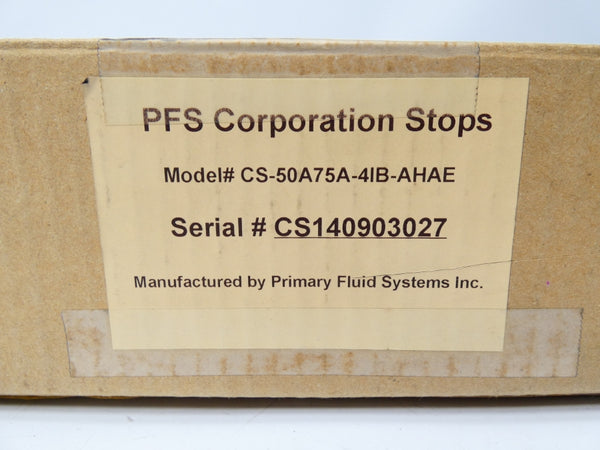 PFS Corporation Stops
Model# CS-50A75A-4IB-AHAE
Serial # CS140903027
Manufactured by Primary Fluid Systems Inc.